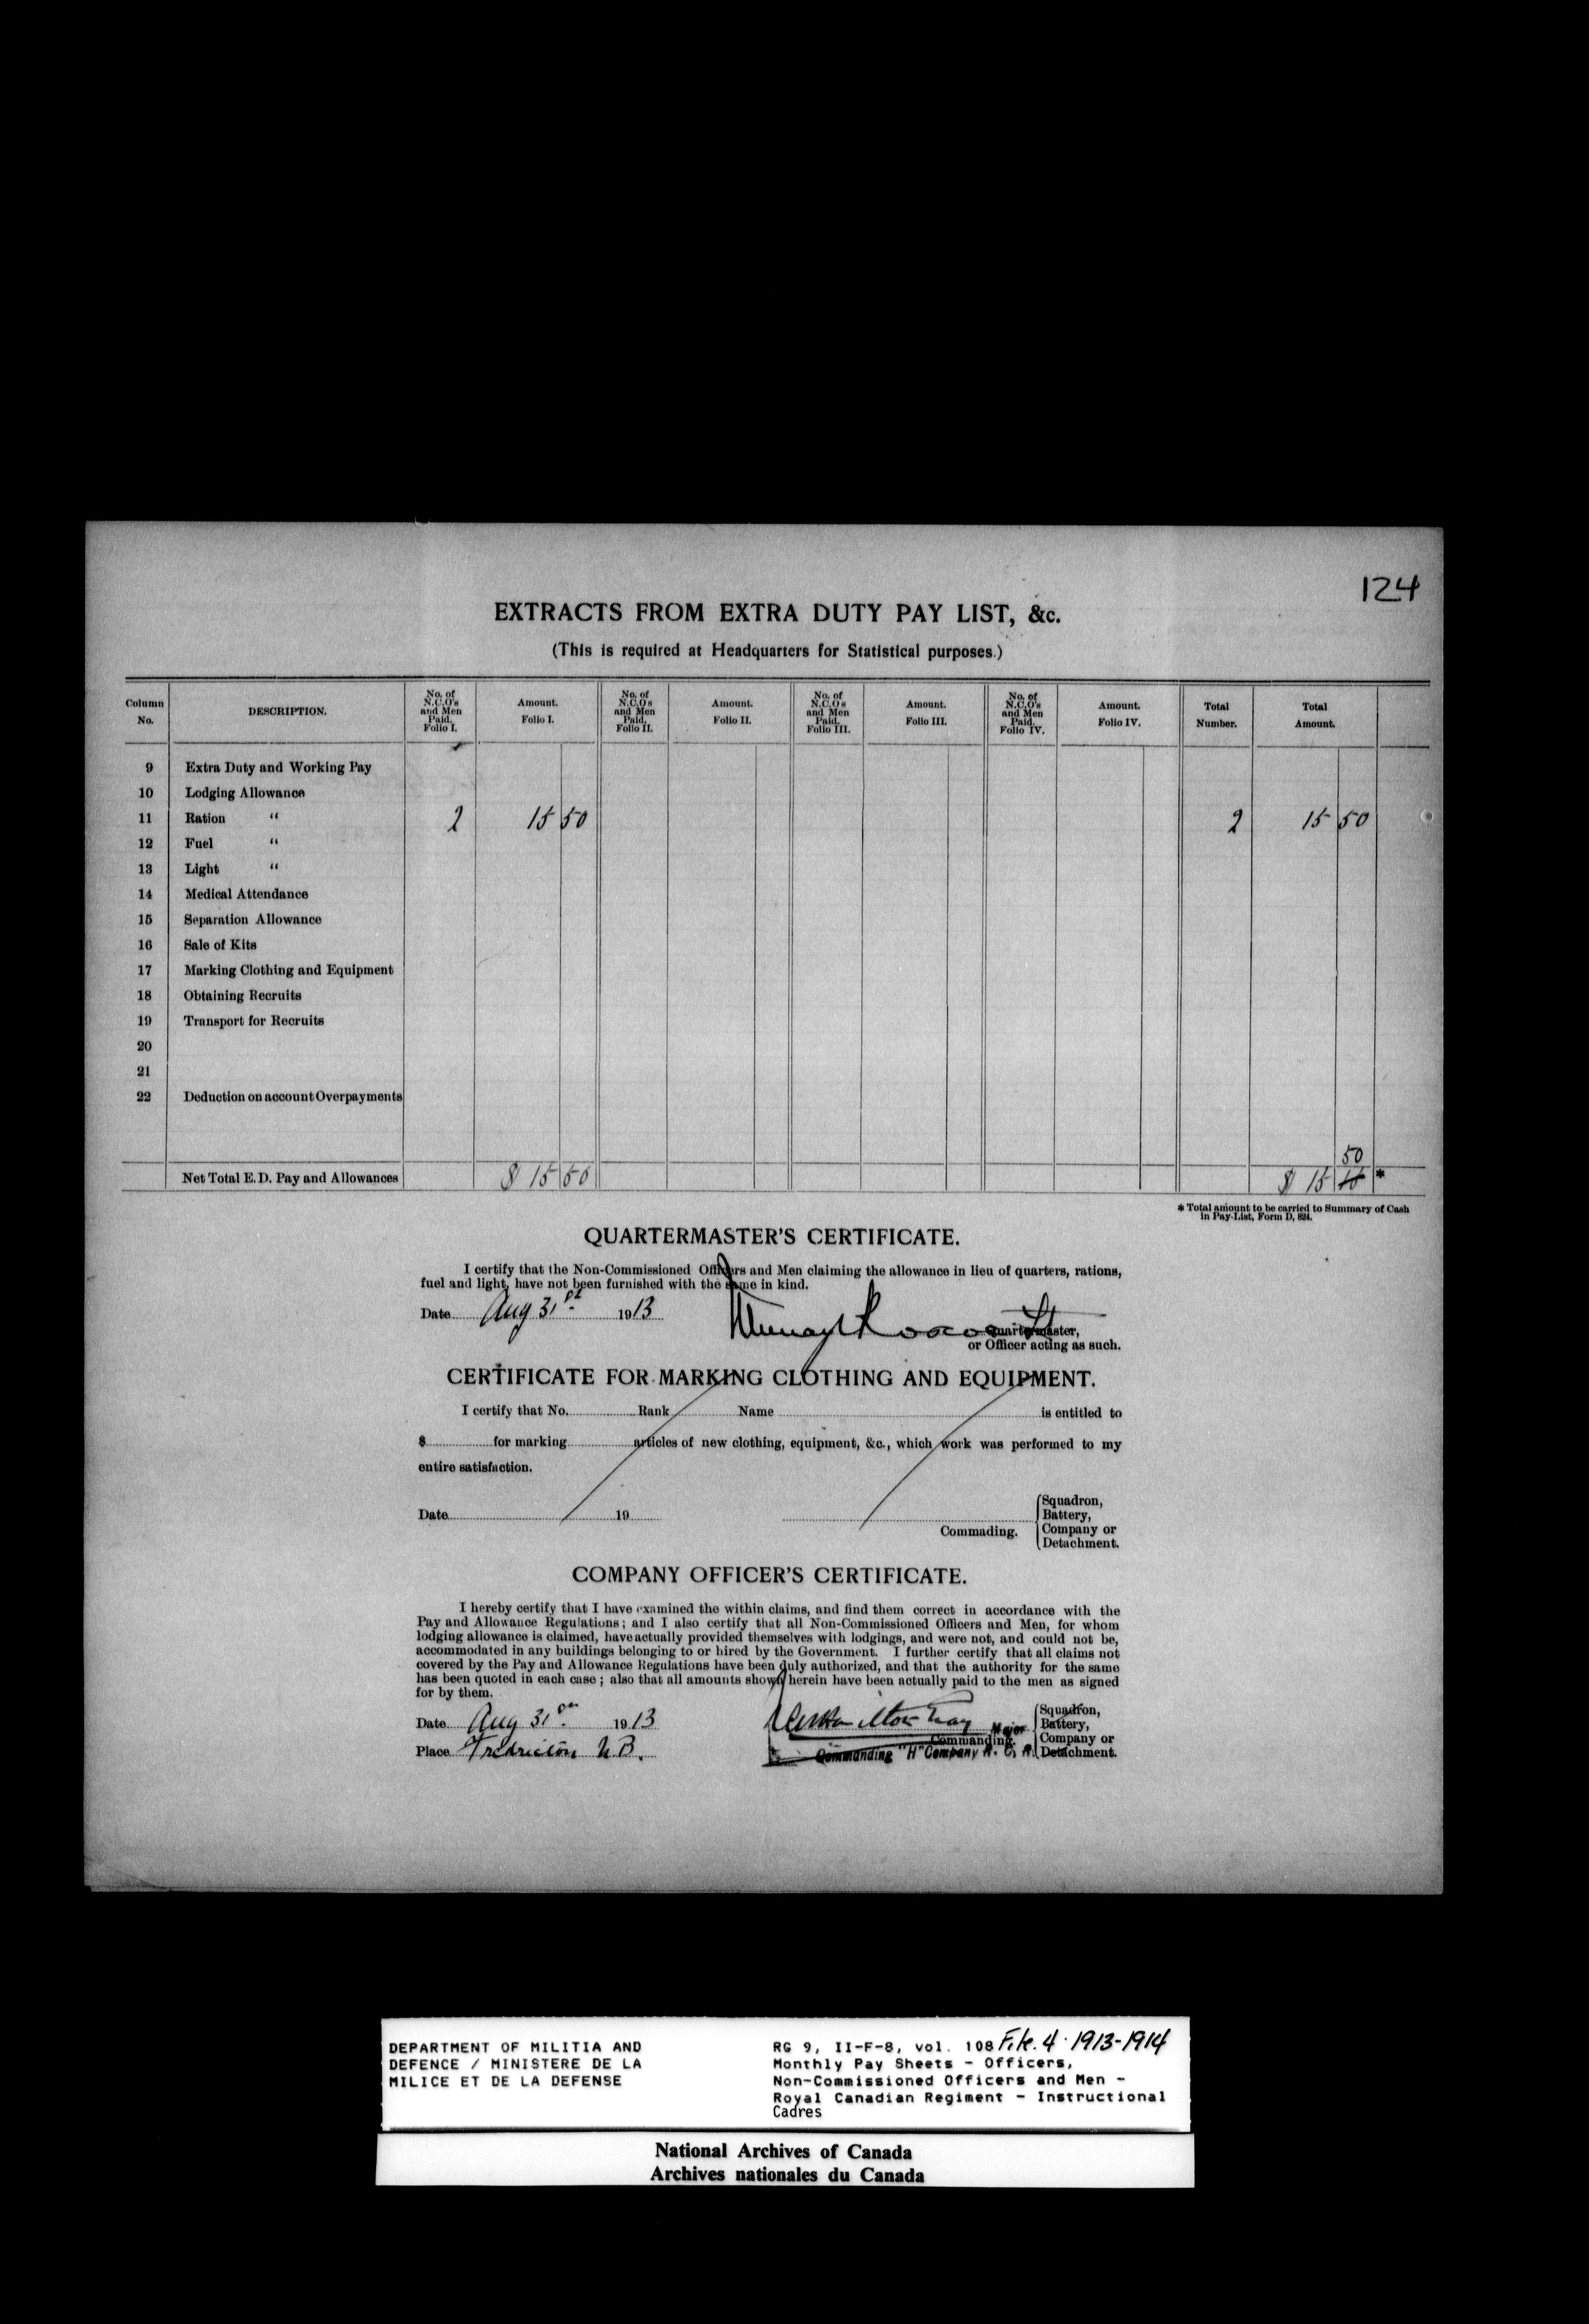 124
EXTRACTS FROM EXTRA DUTY PAY LIST, &c.
(This is required at Headquarters for Statistical purposes.)
Column No. DESCRIPTION. No. of N.C.O's and Men Paid. Folio I. Amount. Folio I. No. of N.C.O's and Men Paid. Folio II. Amount. Folio II. No. of N.C.O's and Men Paid. Folio III. Amount. Folio III. No. of N.C.O's and Men Paid. Folio IV. Amount. Folio IV. Total Number. Total Amount.
9 Extra Duty and Working Pay
10 Lodging Allowance
11 Ration " 2 15 50 2 15 50
12 Fuel "
13 Light "
14 Medical Attendance
15 Separation Allowance
16 Sale of Kits
17 Marking Clothing and Equipment
18 Obtaining Recruits
19 Transport for Recruits
20
21
22 Deduction on account Overpayments
50
Net Total E.D. Pay and Allowances $ 15 50 $ 15 *
* Total amount to be carried to Summary of Cash
in Pay-List, Form D, 824.
QUARTERMASTER'S CERTIFICATE.
I certify that the Non-Commissioned Officers and Men claiming the allowance in lieu of quarters, rations,
fuel and light, have not been furnished with the same in kind.
Date Aug 31st 1913
Quartermaster,
or Officer acting as such.
CERTIFICATE FOR MARKING CLOTHING AND EQUIPMENT.
I certify that No. Rank Name is entitled to
$ for marking articles of new clothing, equipment, &c., which work was performed to my
entire satisfaction.
Date 19
Commading. Squadron, Battery, Company or Detachment.
COMPANY OFFICER'S CERTIFICATE.
I hereby certify that I have examined the within claims, and find them correct in accordance with the
Pay and Allowance Regulations; and I also certify that all Non-Commissioned Officers and Men, for whom
lodging allowance is claimed, have actually provided themselves with lodgings, and were not, and could not be,
accommodated in any buildings belonging to or hired by the Government. I further certify that all claims not
covered by the Pay and Allowance Regulations have been duly authorized, and that the authority for the same
has been quoted in each case; also that all amounts shown herein have been actually paid to the men as signed
for by them.
Date Aug 31st 1913
Place Fredricton N.B.
Major
Commanding. Squadron, Battery, Company or Detachment.
Commanding "H" Company R. C. R.
DEPARTMENT OF MILITIA AND
DEFENCE / MINISTERE DE LA
MILICE ET DE LA DEFENSE
RG 9, II-F-8, vol. 108 File. 4 1913-1914
Monthly Pay Sheets - Officers,
Non-Commissioned Officers and Men -
Royal Canadian Regiment - Instructional
Cadres
National Archives of Canada
Archives nationales du Canada